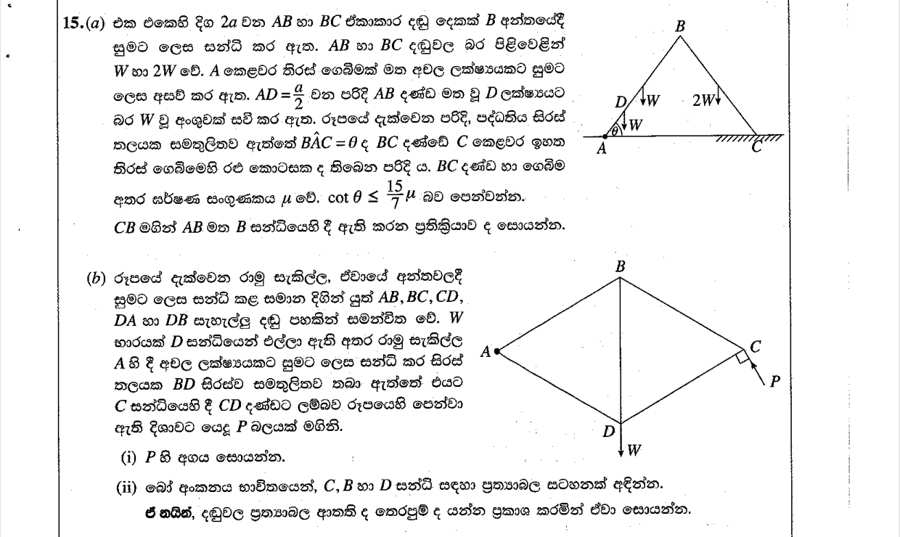 15.(a) එක එකෙහි දිග 2a වන AB හා BC ඒකාකාර දඬු දෙකක් B අන්තයේදී
සුමට ලෙස සන්ධි කර ඇත. AB හා BC දඬුවල බර පිළිවෙළින්
W හා 2W වේ. A කෙළවර තිරස් ගෙබිමක් මත අචල ලක්ෂ්‍යයකට සුමට
ලෙස අසව් කර ඇත. AD = a/2 වන පරිදි AB දණ්ඩ මත වූ D ලක්ෂ්‍යයට
බර W වූ අංශුවක් සවි කර ඇත. රූපයේ දැක්වෙන පරිදි, පද්ධතිය සිරස්
තලයක සමතුලිතව ඇත්තේ BÂC = θ ද BC දණ්ඩේ C කෙළවර ඉහත
තිරස් ගෙබිමෙහි රළු කොටසක ද තිබෙන පරිදි ය. BC දණ්ඩ හා ගෙබිම
අතර ඝර්ෂණ සංගුණකය μ වේ. cot θ ≤ 15/7 μ බව පෙන්වන්න.
CB මගින් AB මත B සන්ධියෙහි දී ඇති කරන ප්‍රතික්‍රියාව ද සොයන්න.
B
D
W
2W
W
θ
A
C
(b) රූපයේ දැක්වෙන රාමු සැකිල්ල, ඒවායේ අන්තවලදී
සුමට ලෙස සන්ධි කළ සමාන දිගින් යුත් AB, BC, CD,
DA හා DB සැහැල්ලු දඬු පහකින් සමන්විත වේ. W
භාරයක් D සන්ධියෙන් එල්ලා ඇති අතර රාමු සැකිල්ල
A හි දී අචල ලක්ෂ්‍යයකට සුමට ලෙස සන්ධි කර සිරස්
තලයක BD සිරස්ව සමතුලිතව තබා ඇත්තේ එයට
C සන්ධියෙහි දී CD දණ්ඩට ලම්බව රූපයෙහි පෙන්වා
ඇති දිශාවට යෙදූ P බලයක් මගිනි.
B
A
C
P
D
W
(i) P හි අගය සොයන්න.
(ii) බෝ අංකනය භාවිතයෙන්, C, B හා D සන්ධි සඳහා ප්‍රත්‍යාබල සටහනක් අඳින්න.
ඒ නයින්, දඬුවල ප්‍රත්‍යාබල ආතති ද තෙරපුම් ද යන්න ප්‍රකාශ කරමින් ඒවා සොයන්න.